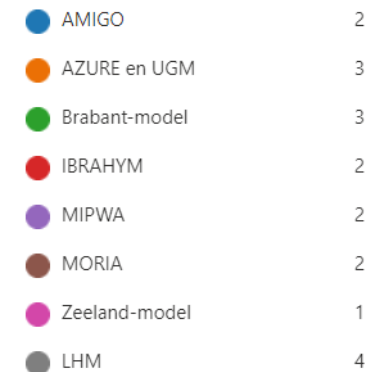 AMIGO 2
AZURE en UGM 3
Brabant-model 3
IBRAHYM 2
MIPWA 2
MORIA 2
Zeeland-model 1
LHM 4